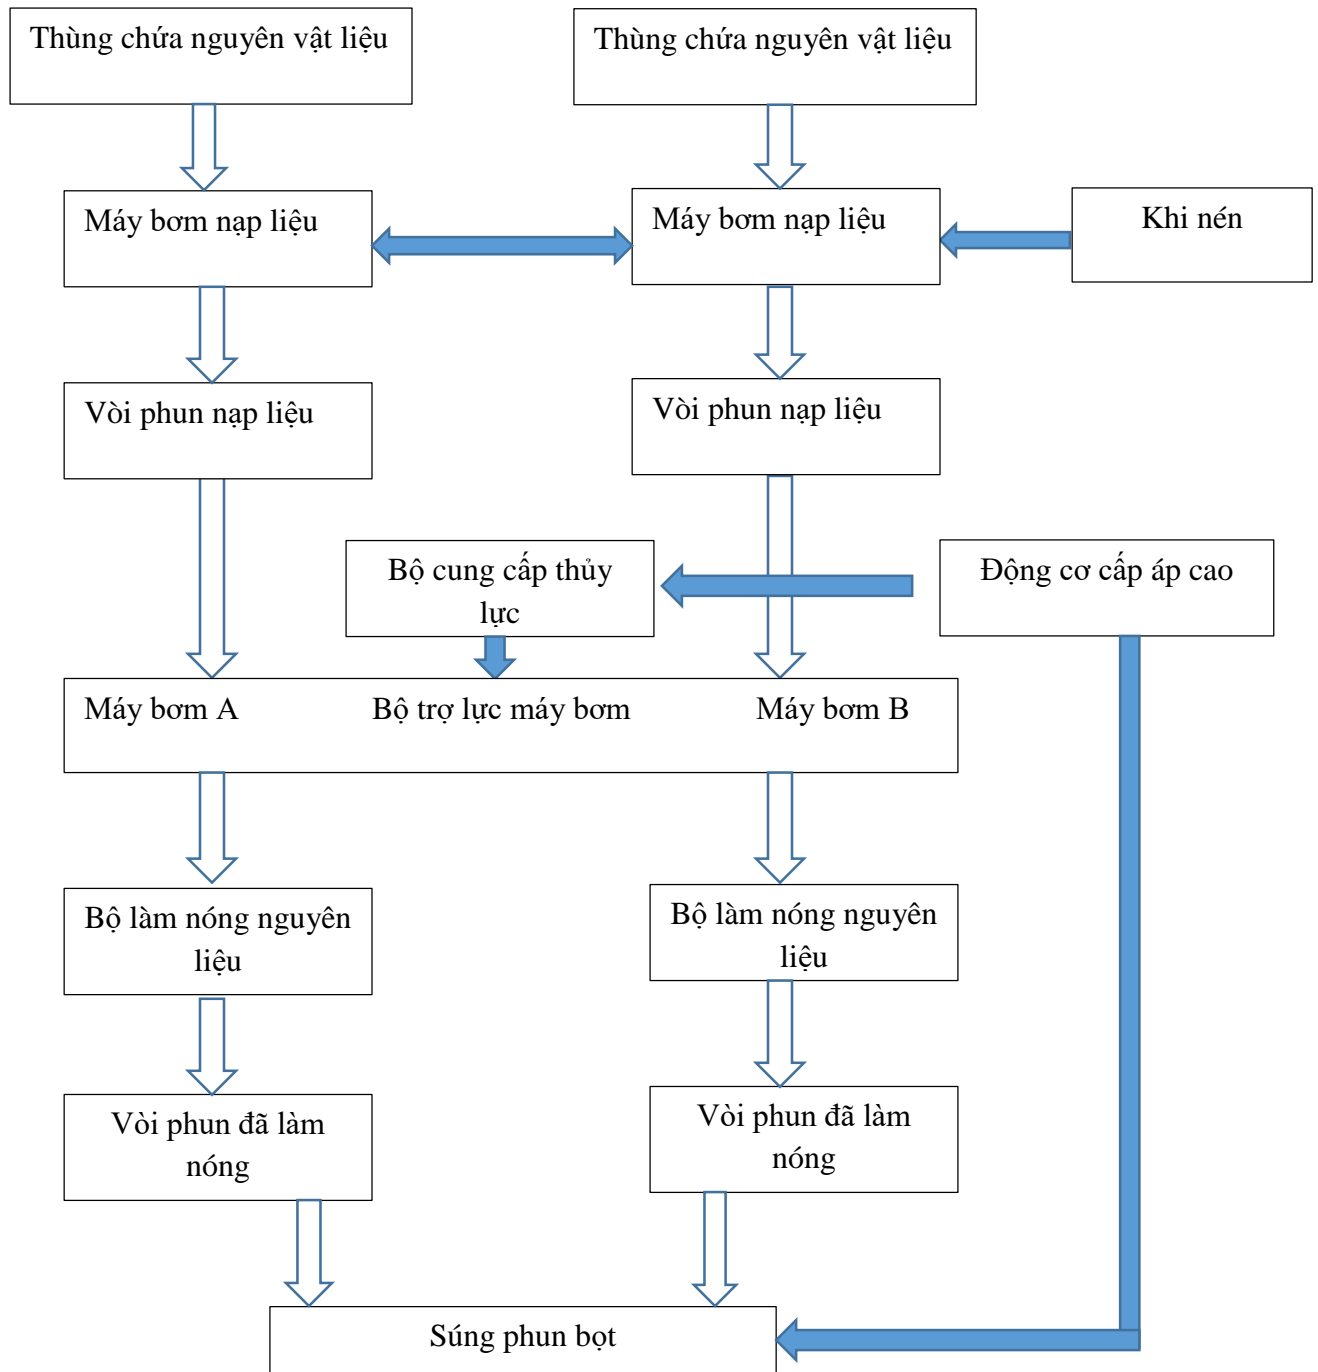 Thùng chứa nguyên vật liệu
Thùng chứa nguyên vật liệu
Máy bơm nạp liệu
Máy bơm nạp liệu
Khi nén
Vòi phun nạp liệu
Vòi phun nạp liệu
Bộ cung cấp thủy
lực
Động cơ cấp áp cao
Máy bơm A
Bộ trợ lực máy bơm
Máy bơm B
Bộ làm nóng nguyên
liệu
Bộ làm nóng nguyên
liệu
Vòi phun đã làm
nóng
Vòi phun đã làm
nóng
Súng phun bọt